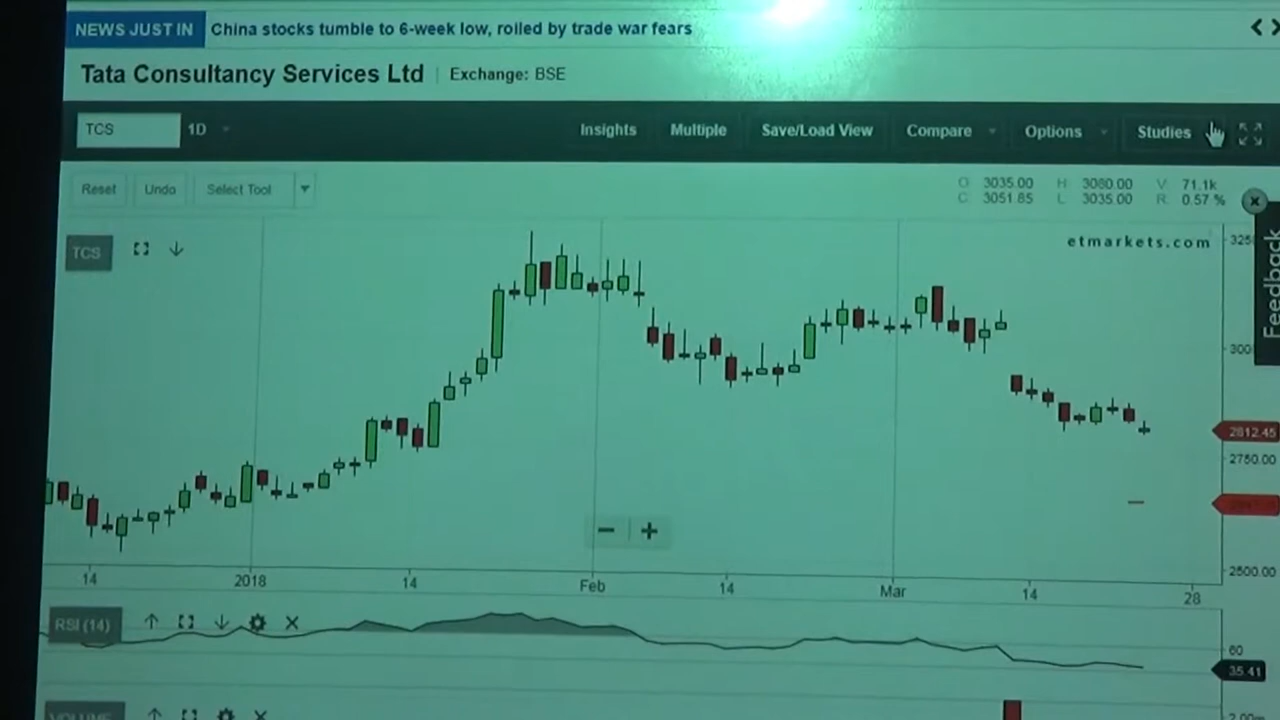 NEWS JUST IN China stocks tumble to 6-week low, roiled by trade war fears
Tata Consultancy Services Ltd Exchange: BSE
TCS 1D Insights Multiple Save/Load View Compare Options Studies
Reset Undo Select Tool O 3035.00 H 3060.00 V 71.1k
C 3051.85 L 3035.00 R 0.57 %
Feedback
TCS etmarkets.com
2812.45
2750.00
2500.00
14 2018 14 Feb 14 Mar 14 28
RSI (14)
60
35.41
VOLUME